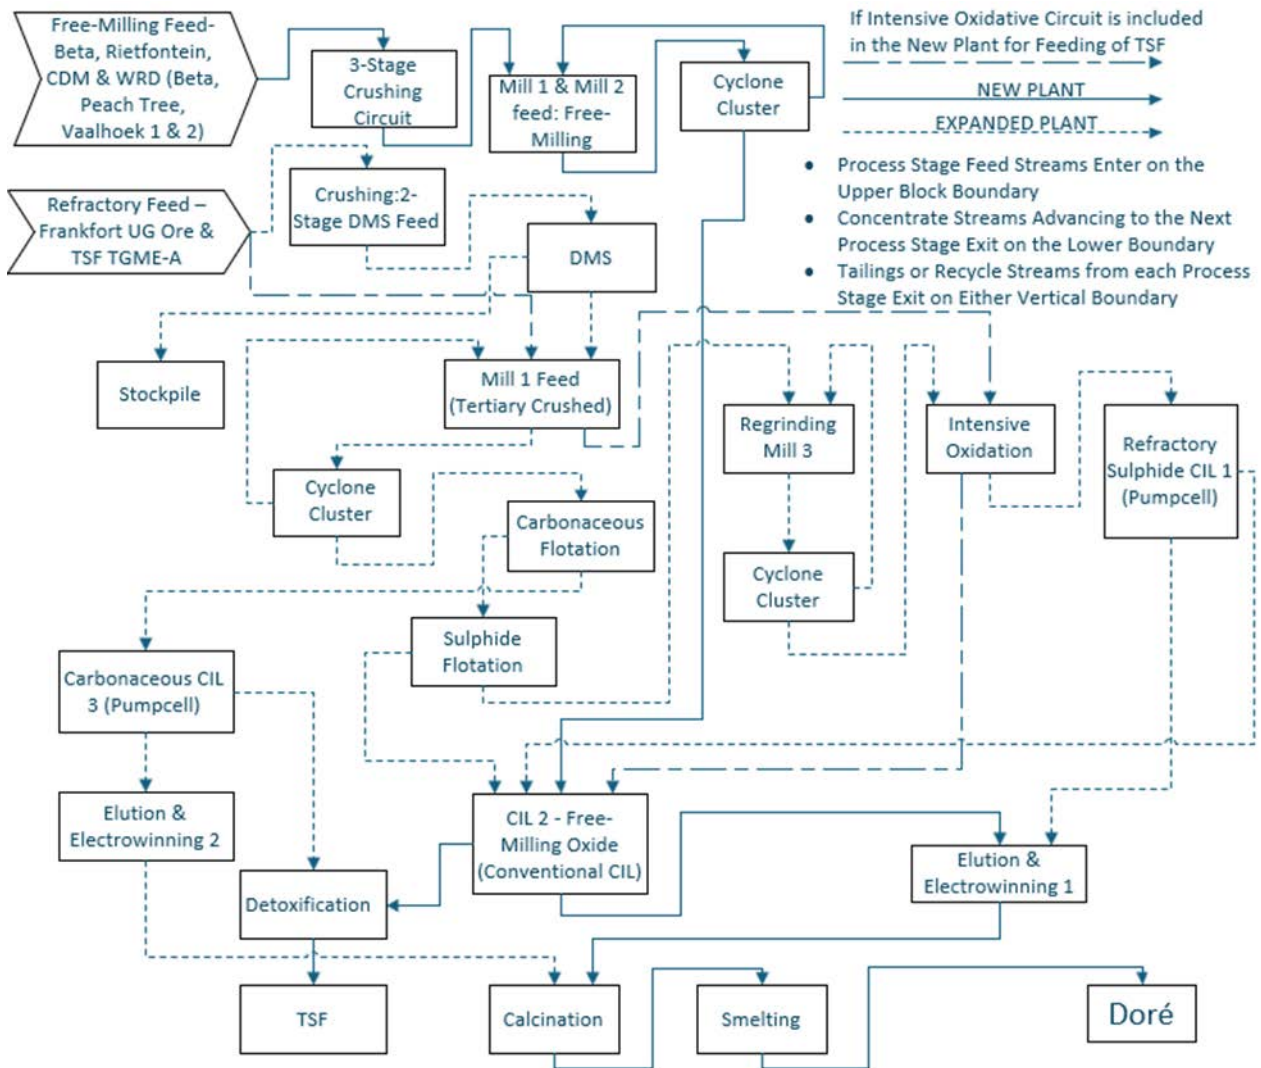 Free-Milling Feed-
Beta, Rietfontein,
CDM & WRD (Beta,
Peach Tree,
Vaalhoek 1 & 2)
3-Stage
Crushing
Circuit
Mill 1 & Mill 2
feed: Free-
Milling
Cyclone
Cluster
If Intensive Oxidative Circuit is included
in the New Plant for Feeding of TSF
NEW PLANT
EXPANDED PLANT
• Process Stage Feed Streams Enter on the
Upper Block Boundary
• Concentrate Streams Advancing to the Next
Process Stage Exit on the Lower Boundary
• Tailings or Recycle Streams from each Process
Stage Exit on Either Vertical Boundary
Refractory Feed –
Frankfort UG Ore &
TSF TGME-A
Crushing:2-
Stage DMS Feed
DMS
Stockpile
Mill 1 Feed
(Tertiary Crushed)
Regrinding
Mill 3
Intensive
Oxidation
Refractory
Sulphide CIL 1
(Pumpcell)
Cyclone
Cluster
Carbonaceous
Flotation
Cyclone
Cluster
Sulphide
Flotation
Carbonaceous CIL
3 (Pumpcell)
Elution &
Electrowinning 2
CIL 2 - Free-
Milling Oxide
(Conventional CIL)
Elution &
Electrowinning 1
Detoxification
TSF
Calcination
Smelting
Doré